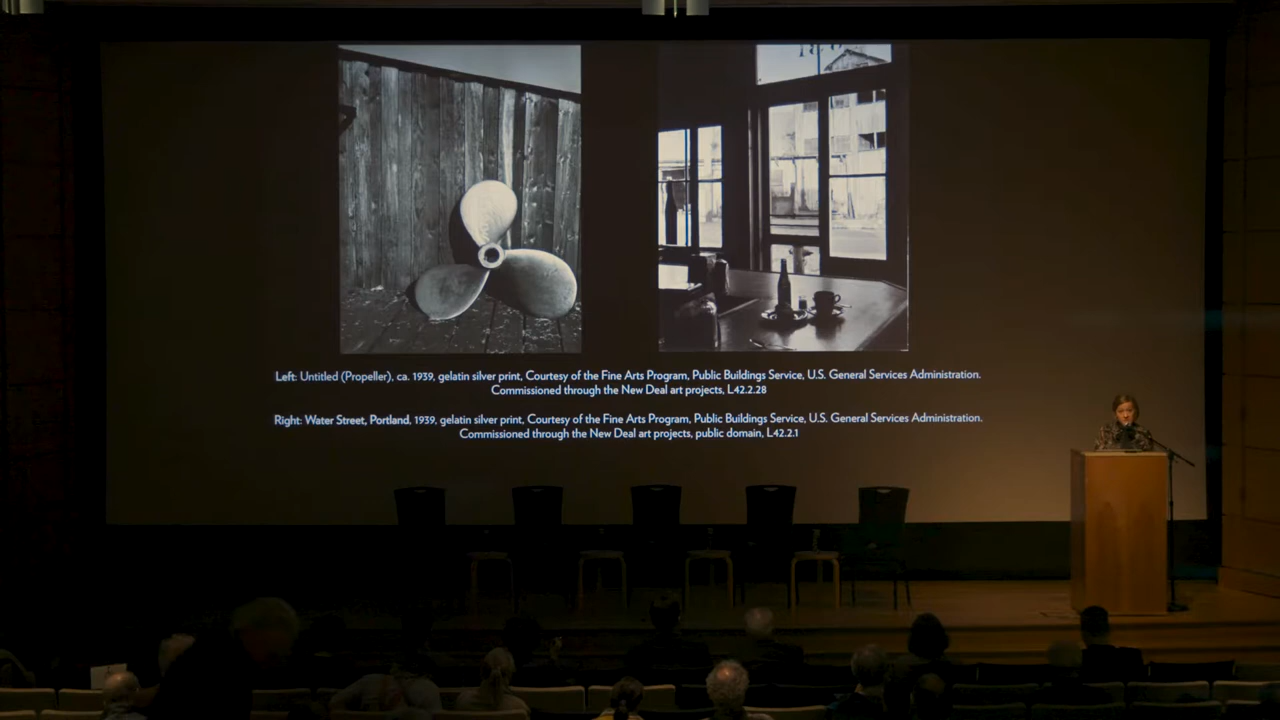 Left: Untitled (Propeller), ca. 1939, gelatin silver print, Courtesy of the Fine Arts Program, Public Buildings Service, U.S. General Services Administration.
Commissioned through the New Deal art projects, L42.2.28
Right: Water Street, Portland, 1939, gelatin silver print, Courtesy of the Fine Arts Program, Public Buildings Service, U.S. General Services Administration.
Commissioned through the New Deal art projects, public domain, L42.2.1